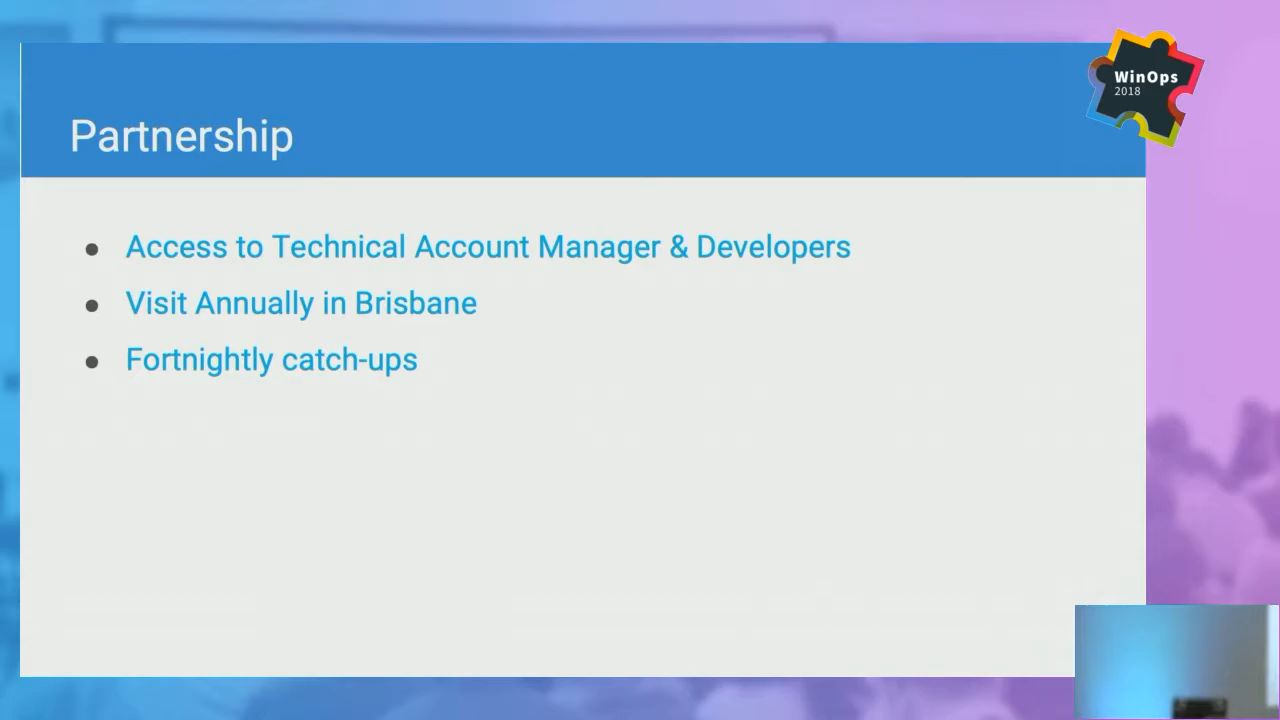 WinOps
2018
Partnership
● Access to Technical Account Manager & Developers
● Visit Annually in Brisbane
● Fortnightly catch-ups